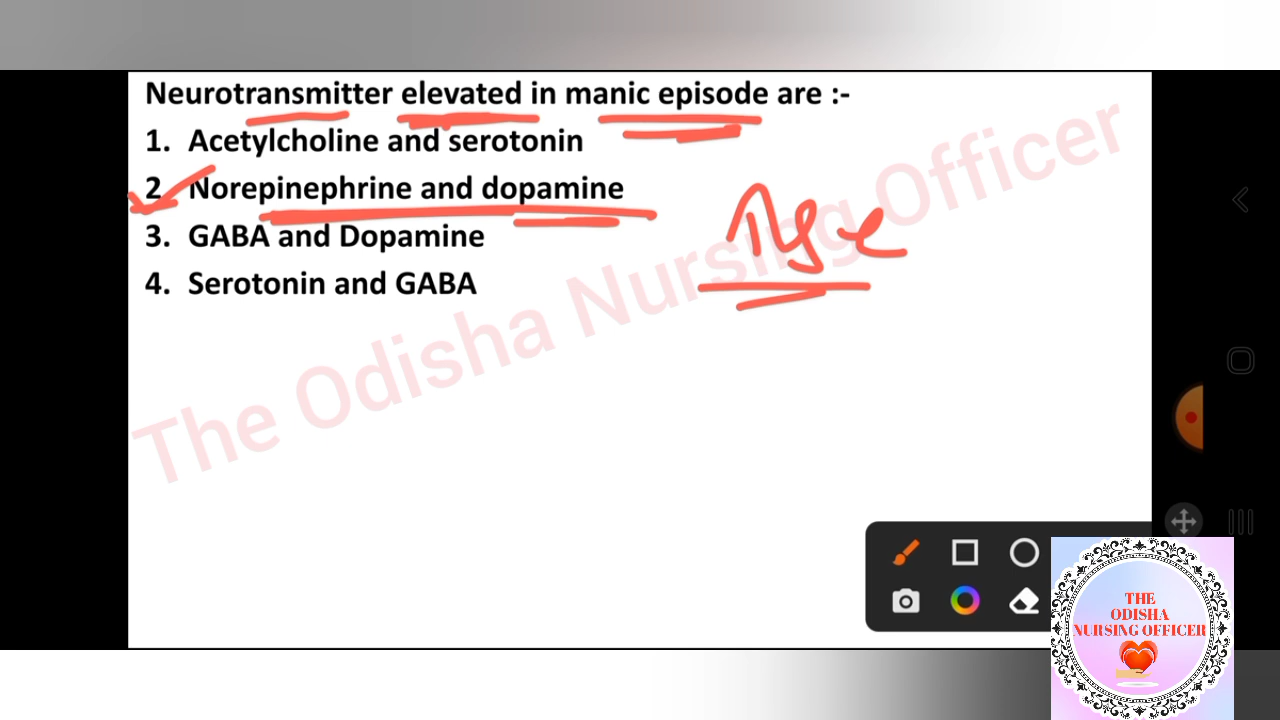 Neurotransmitter elevated in manic episode are :-
1. Acetylcholine and serotonin
2. Norepinephrine and dopamine
3. GABA and Dopamine
4. Serotonin and GABA
The Odisha Nursing Officer
THE
ODISHA
NURSING OFFICER